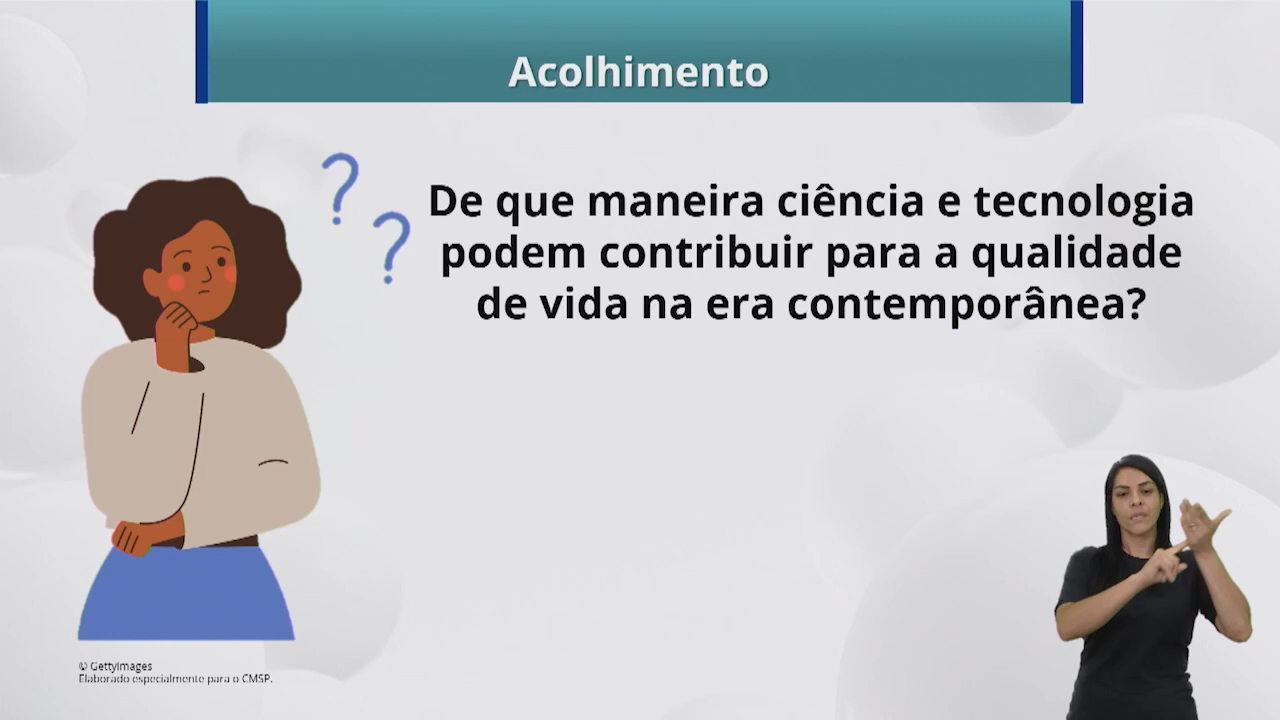 Acolhimento
De que maneira ciência e tecnologia
podem contribuir para a qualidade
de vida na era contemporânea?
© GettyImages
Elaborado especialmente para o CMSP.